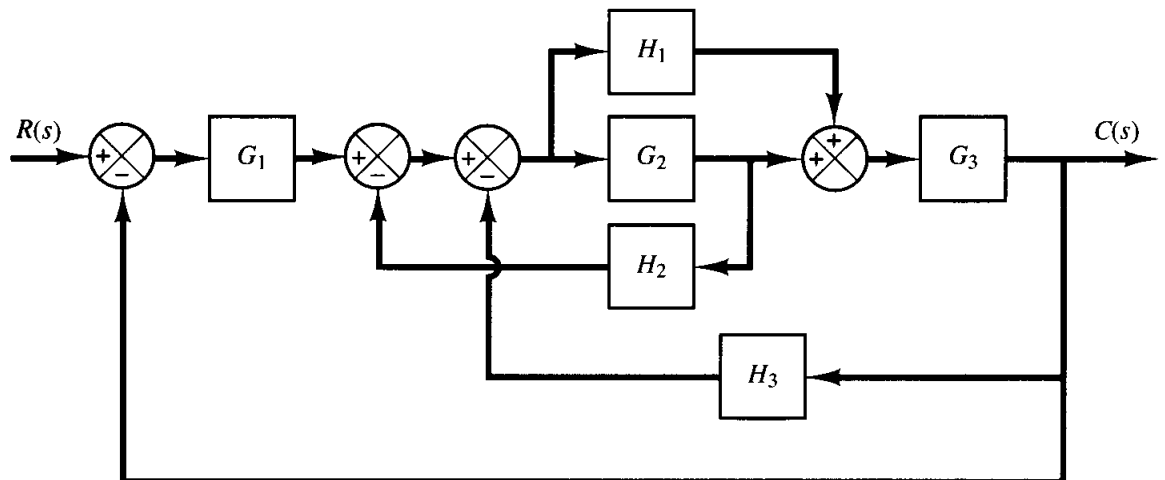 H₁
R(s)
C(s)
+
−
G₁
+
−
+
−
G₂
+
+
G₃
H₂
H₃